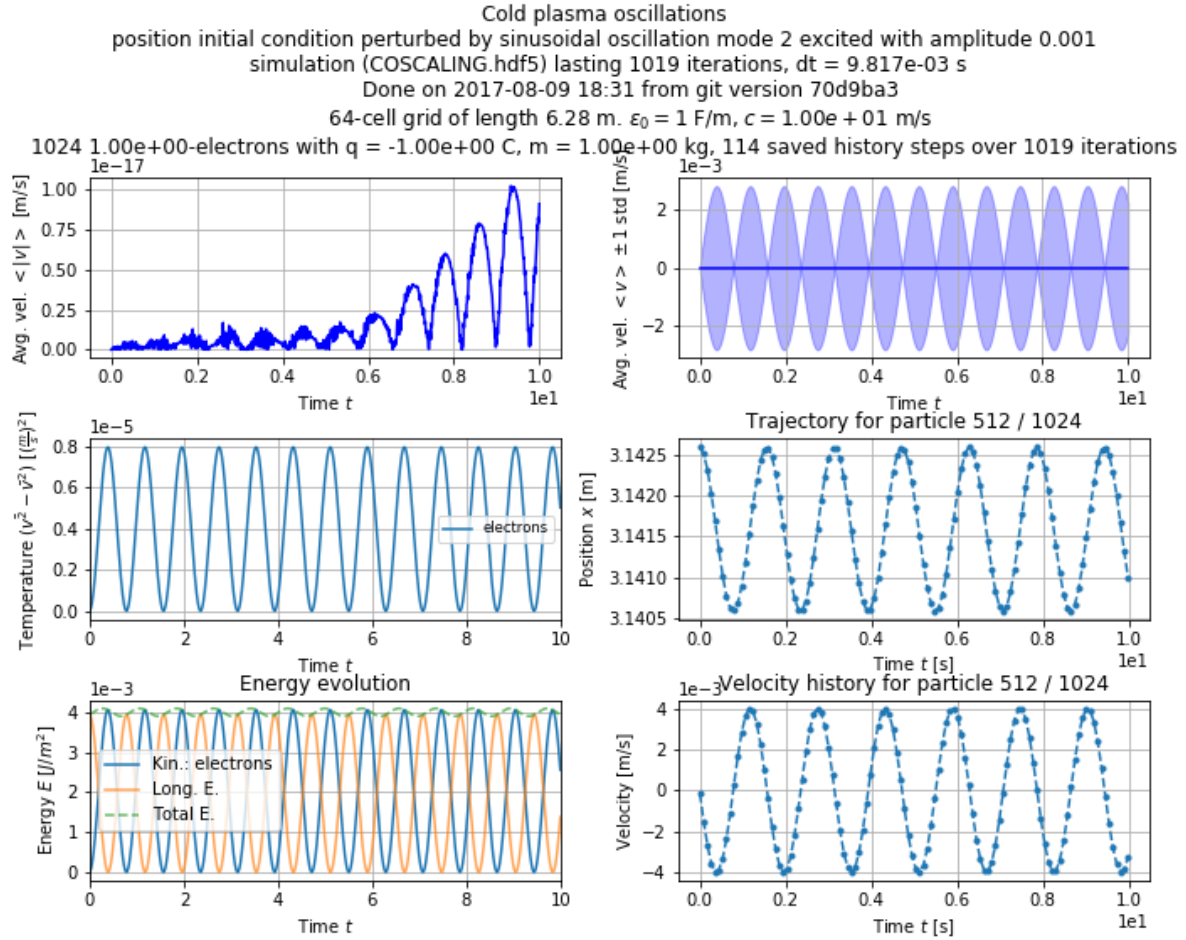 Cold plasma oscillations
position initial condition perturbed by sinusoidal oscillation mode 2 excited with amplitude 0.001
simulation (COSCALING.hdf5) lasting 1019 iterations, dt = 9.817e-03 s
Done on 2017-08-09 18:31 from git version 70d9ba3
64-cell grid of length 6.28 m. ε₀ = 1 F/m, c = 1.00e + 01 m/s
1024 1.00e+00-electrons with q = -1.00e+00 C, m = 1.00e+00 kg, 114 saved history steps over 1019 iterations
1e−17
Avg. vel. < |v| > [m/s]
1.00
0.75
0.50
0.25
0.00
0.0 0.2 0.4 0.6 0.8 1.0
Time t
1e1
1e−3
Avg. vel. < v > ±1 std [m/s]
2
0
−2
0.0 0.2 0.4 0.6 0.8 1.0
Time t
1e1
1e−5
Temperature (v̄² − v̄²) [(m/s)²]
0.8
0.6
0.4
0.2
0.0
electrons
0 2 4 6 8 10
Time t
Trajectory for particle 512 / 1024
Position x [m]
3.1425
3.1420
3.1415
3.1410
3.1405
0.0 0.2 0.4 0.6 0.8 1.0
Time t [s]
1e1
Energy evolution
1e−3
Energy E [J/m²]
4
3
2
1
0
Kin.: electrons
Long. E.
Total E.
0 2 4 6 8 10
Time t
Velocity history for particle 512 / 1024
1e−3
Velocity [m/s]
4
2
0
−2
−4
0.0 0.2 0.4 0.6 0.8 1.0
Time t [s]
1e1